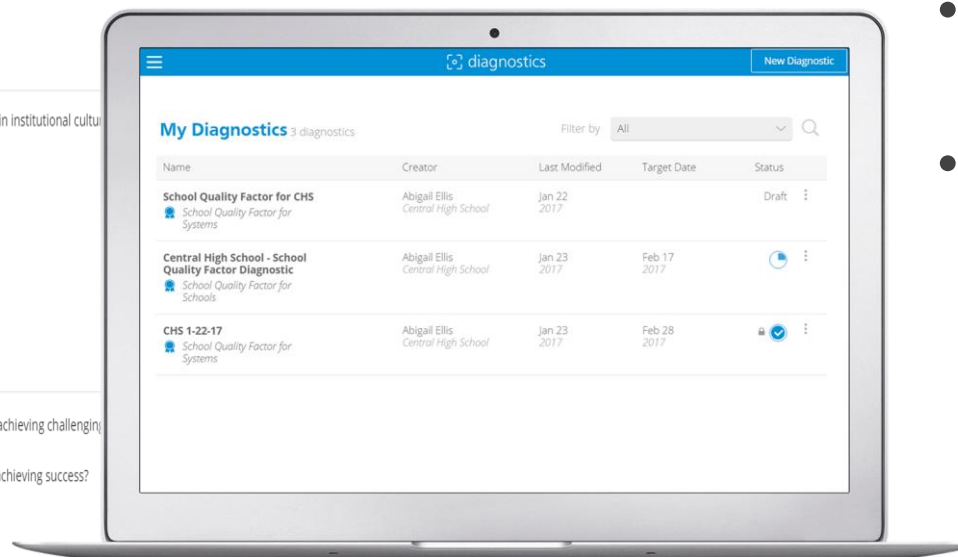 in institutional cultu
achieving challenging
achieving success?
diagnostics
New Diagnostic
My Diagnostics 3 diagnostics
Filter by All
Name Creator Last Modified Target Date Status
School Quality Factor for CHS Abigail Ellis Jan 22 Draft
School Quality Factor for Central High School 2017
Systems
Central High School - School Abigail Ellis Jan 23 Feb 17
Quality Factor Diagnostic Central High School 2017 2017
School Quality Factor for
Schools
CHS 1-22-17 Abigail Ellis Jan 23 Feb 28
School Quality Factor for Central High School 2017 2017
Systems